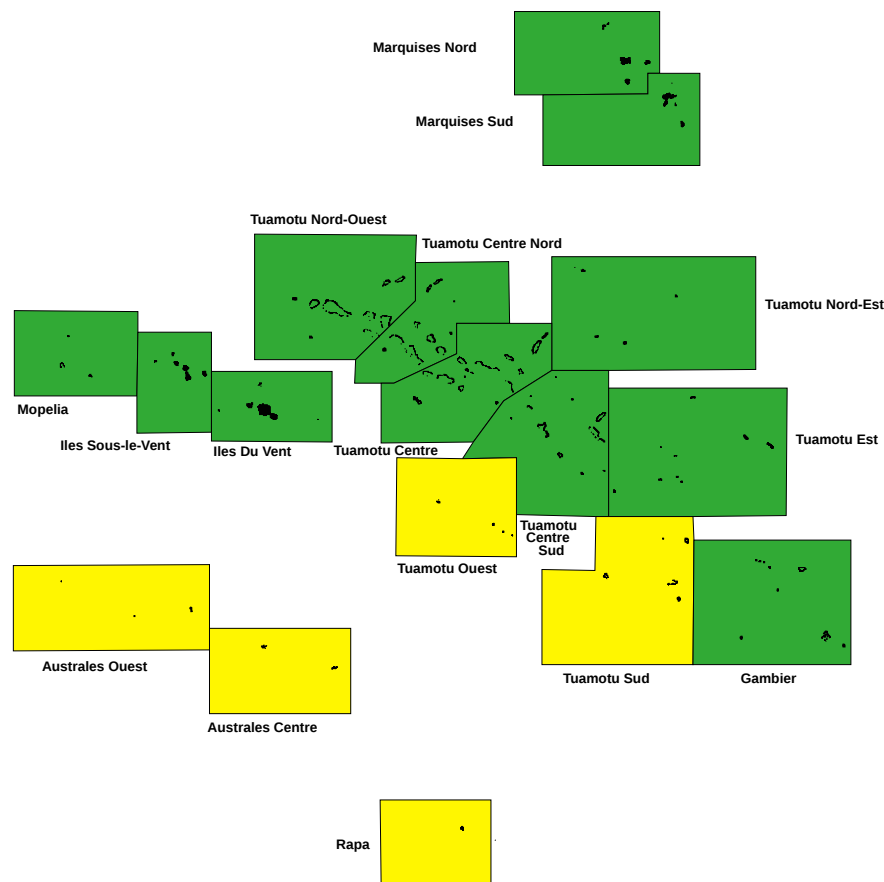 Marquises Nord
Marquises Sud
Tuamotu Nord-Ouest
Tuamotu Centre Nord
Tuamotu Nord-Est
Mopelia
Iles Sous-le-Vent
Iles Du Vent
Tuamotu Centre
Tuamotu Est
Tuamotu
Centre
Sud
Tuamotu Ouest
Australes Ouest
Tuamotu Sud
Gambier
Australes Centre
Rapa